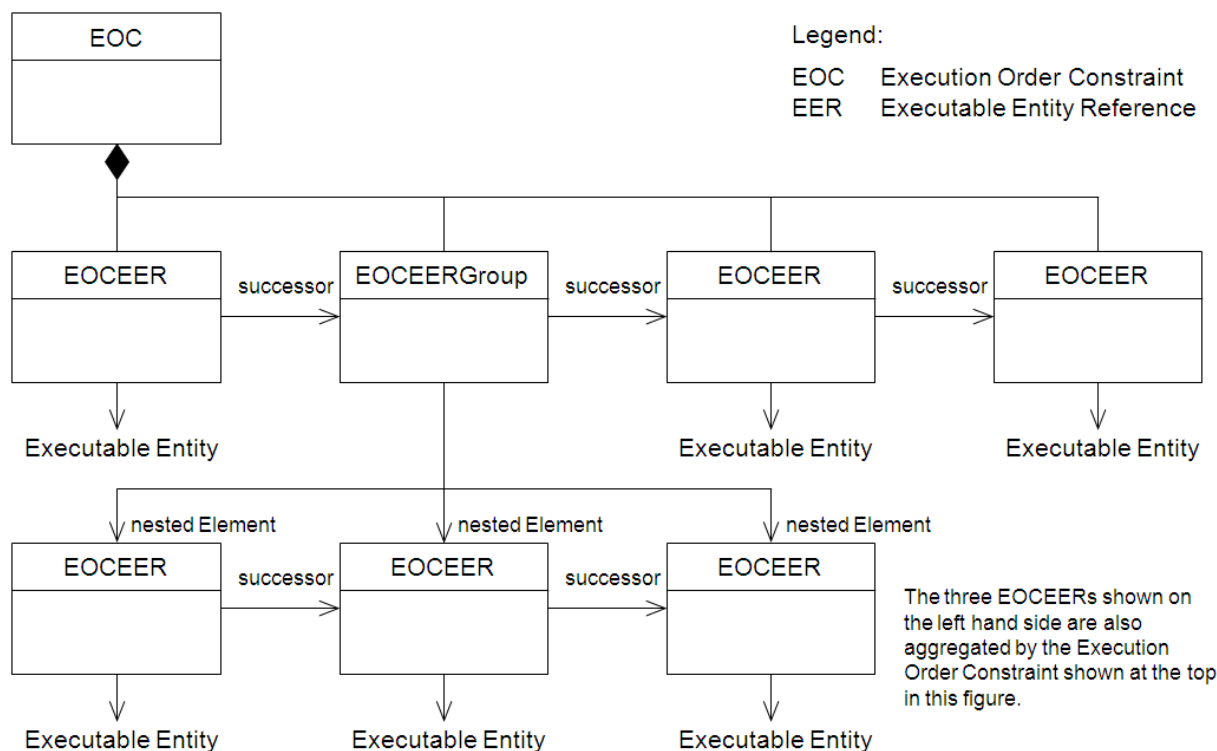 EOC
Legend:
EOC Execution Order Constraint
EER Executable Entity Reference
EOCEER
EOCEERGroup
EOCEER
EOCEER
successor
successor
successor
Executable Entity
Executable Entity
Executable Entity
nested Element
nested Element
nested Element
EOCEER
EOCEER
EOCEER
successor
successor
The three EOCEERs shown on
the left hand side are also
aggregated by the Execution
Order Constraint shown at the top
in this figure.
Executable Entity
Executable Entity
Executable Entity